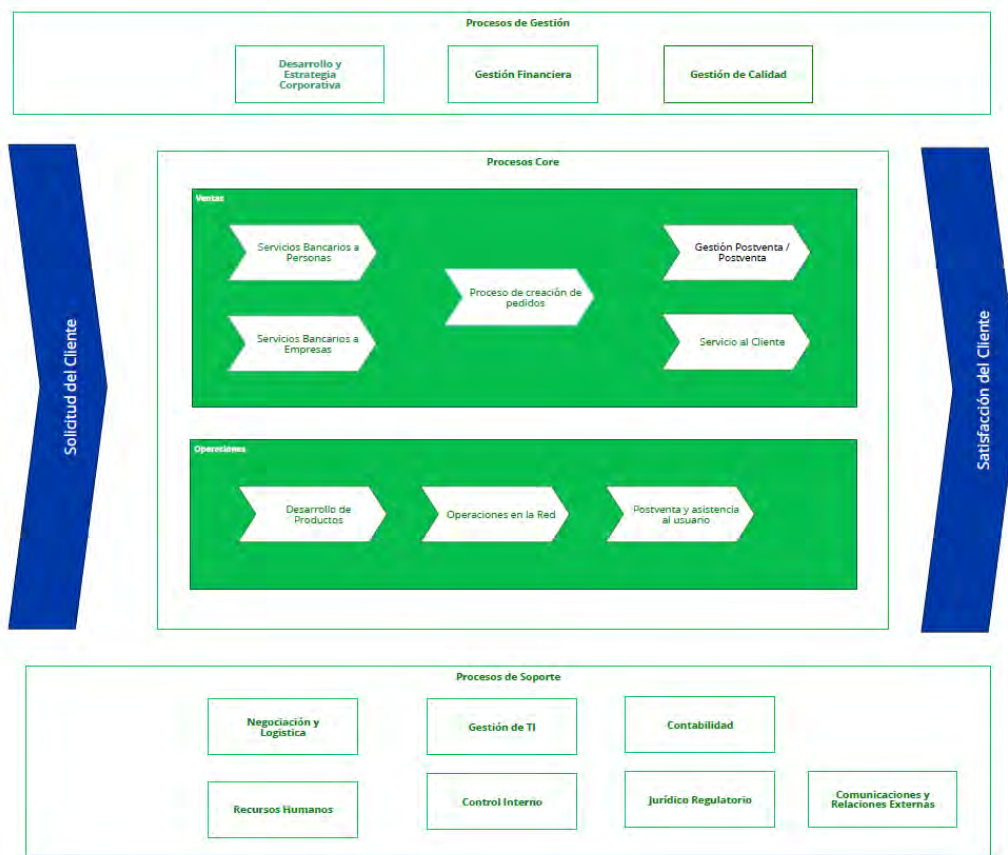 Procesos de Gestión
Desarrollo y
Estrategia
Corporativa
Gestión Financiera
Gestión de Calidad
Solicitud del Cliente
Procesos Core
Ventas
Servicios Bancarios a
Personas
Servicios Bancarios a
Empresas
Proceso de creación de
pedidos
Gestión Postventa /
Postventa
Servicio al Cliente
Operesiones
Desarrollo de
Productos
Operaciones en la Red
Postventa y asistencia
al usuario
Satisfacción del Cliente
Procesos de Soporte
Negociación y
Logística
Gestión de TI
Contabilidad
Recursos Humanos
Control Interno
Jurídico Regulatorio
Comunicaciones y
Relaciones Externas